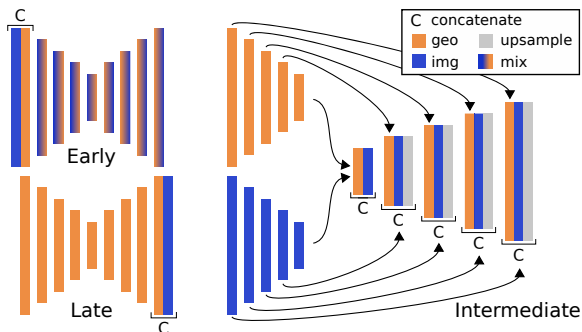 C
C concatenate
geo upsample
img mix
Early
C
C
C
C
C
Late
C
Intermediate